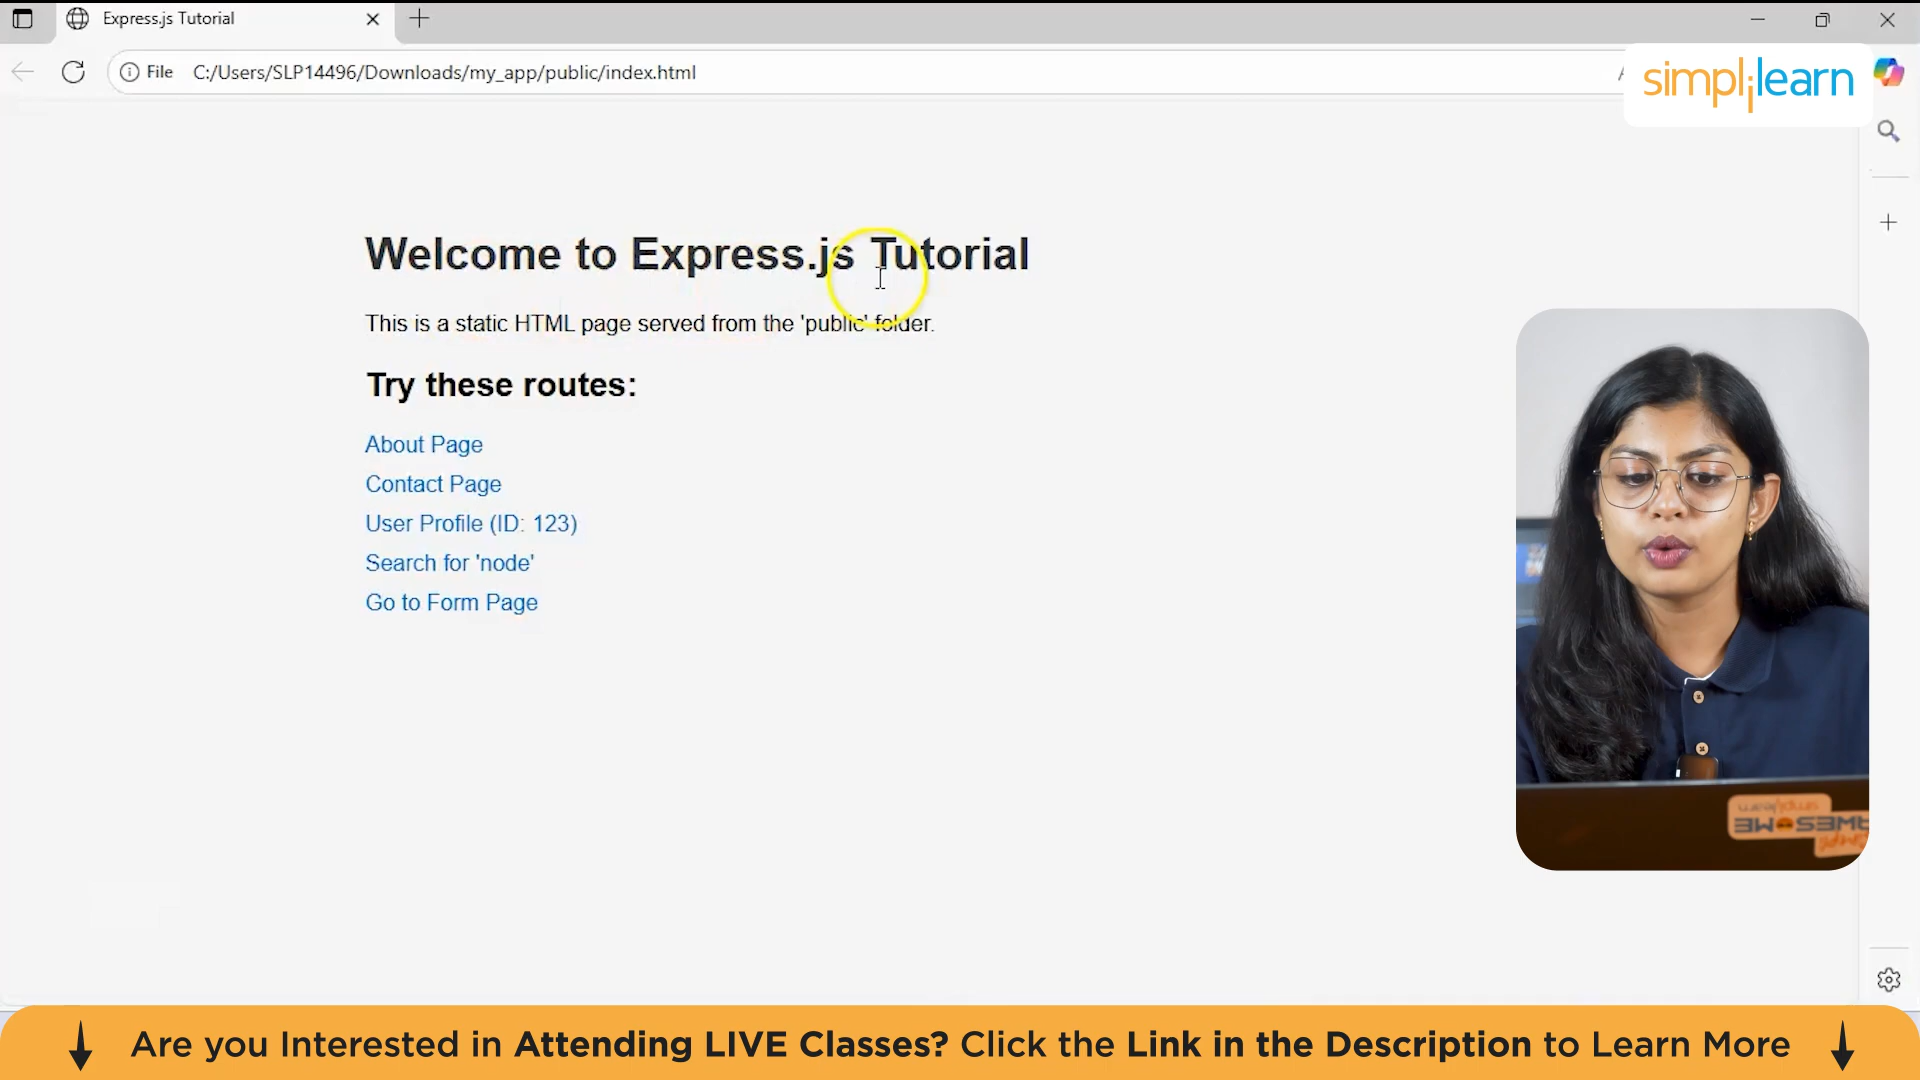 Express.js Tutorial
File C:/Users/SLP14496/Downloads/my_app/public/index.html
simplilearn
Welcome to Express.js Tutorial
This is a static HTML page served from the 'public' folder.
Try these routes:
About Page
Contact Page
User Profile (ID: 123)
Search for 'node'
Go to Form Page
Are you Interested in Attending LIVE Classes? Click the Link in the Description to Learn More